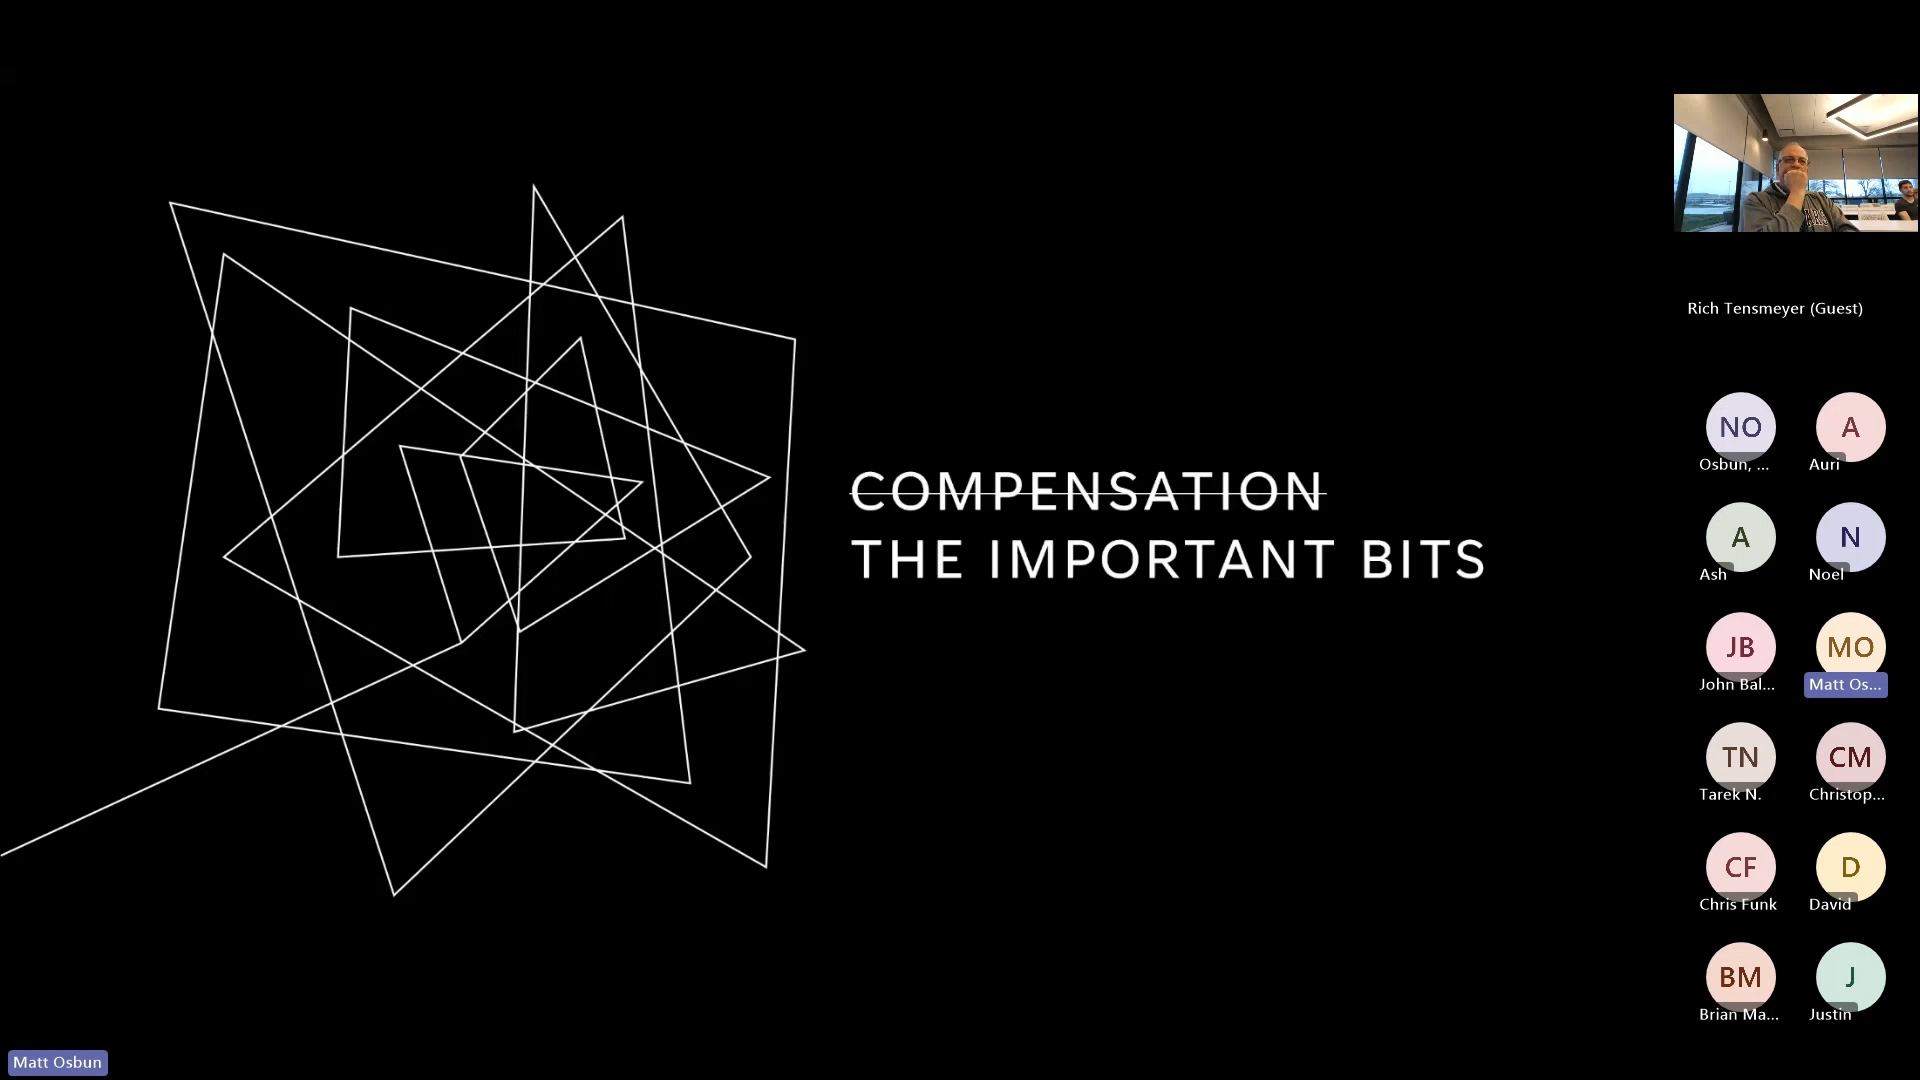 COMPENSATION
THE IMPORTANT BITS
Rich Tensmeyer (Guest)
NO
A
Osbun, ...
Auri
A
N
Ash
Noel
JB
MO
John Bal...
Matt Os...
TN
CM
Tarek N.
Christop...
CF
D
Chris Funk
David
BM
J
Brian Ma...
Justin
Matt Osbun